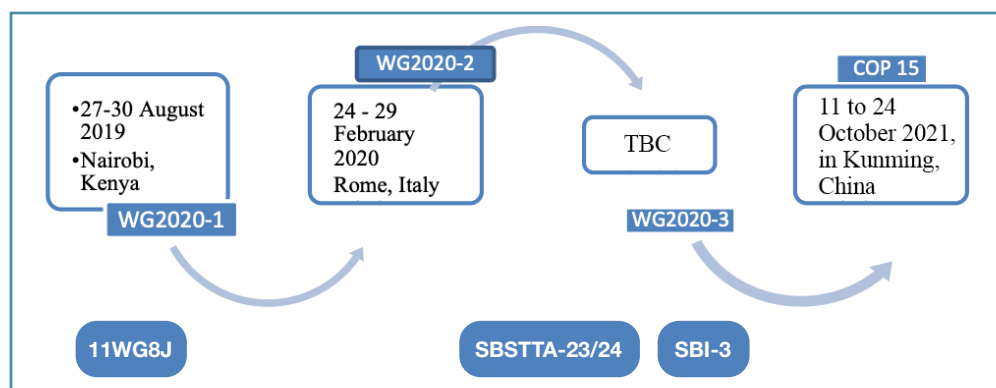 •27-30 August
2019
•Nairobi,
Kenya
WG2020-1
WG2020-2
24 - 29
February
2020
Rome, Italy
TBC
WG2020-3
COP 15
11 to 24
October 2021,
in Kunming,
China
11WG8J
SBSTTA-23/24
SBI-3